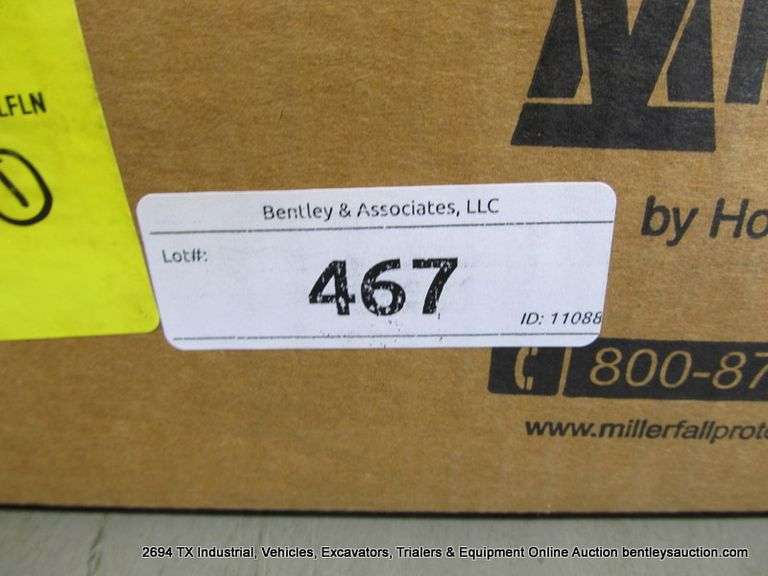 LFLN
1
Bentley & Associates, LLC
Lot#:
467
ID: 11088
by Ho
800-87
www.millerfallprote
2694 TX Industrial, Vehicles, Excavators, Trialers & Equipment Online Auction bentleysauction.com